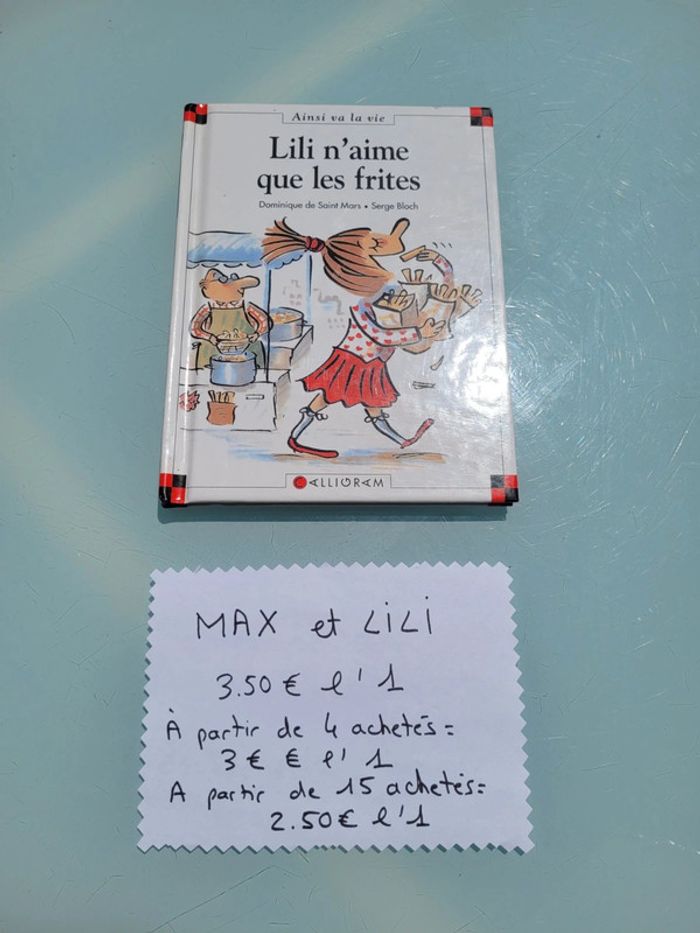 Ainsi va la vie
Lili n'aime
que les frites
Dominique de Saint Mars • Serge Bloch
CALLIGRAM
MAX et LiLi
3.50 € l'1
À partir de 4 achetés =
3 € € l' 1
A partir de 15 achetés =
2.50 € l'1